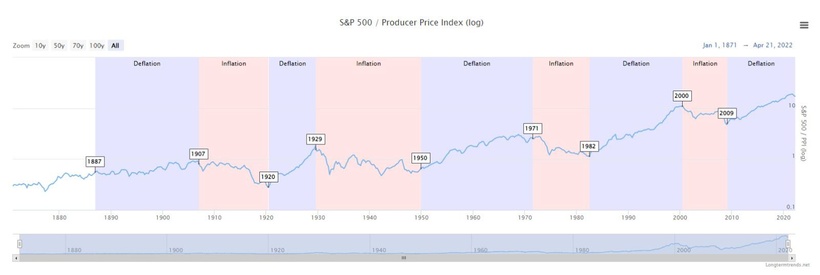 S&P 500 / Producer Price Index (log)
Zoom 10y 50y 70y 100y All
Jan 1, 1871 → Apr 21, 2022
Deflation Inflation Deflation Inflation Deflation Inflation Deflation Inflation Deflation
1887
1907
1920
1929
1950
1971
1982
2000
2009
10
1
0.1
S&P 500 / PPI (log)
1880 1890 1900 1910 1920 1930 1940 1950 1960 1970 1980 1990 2000 2010 2020
1880 1900 1920 1940 1960 1980 2000 2020
Longtermtrends.net